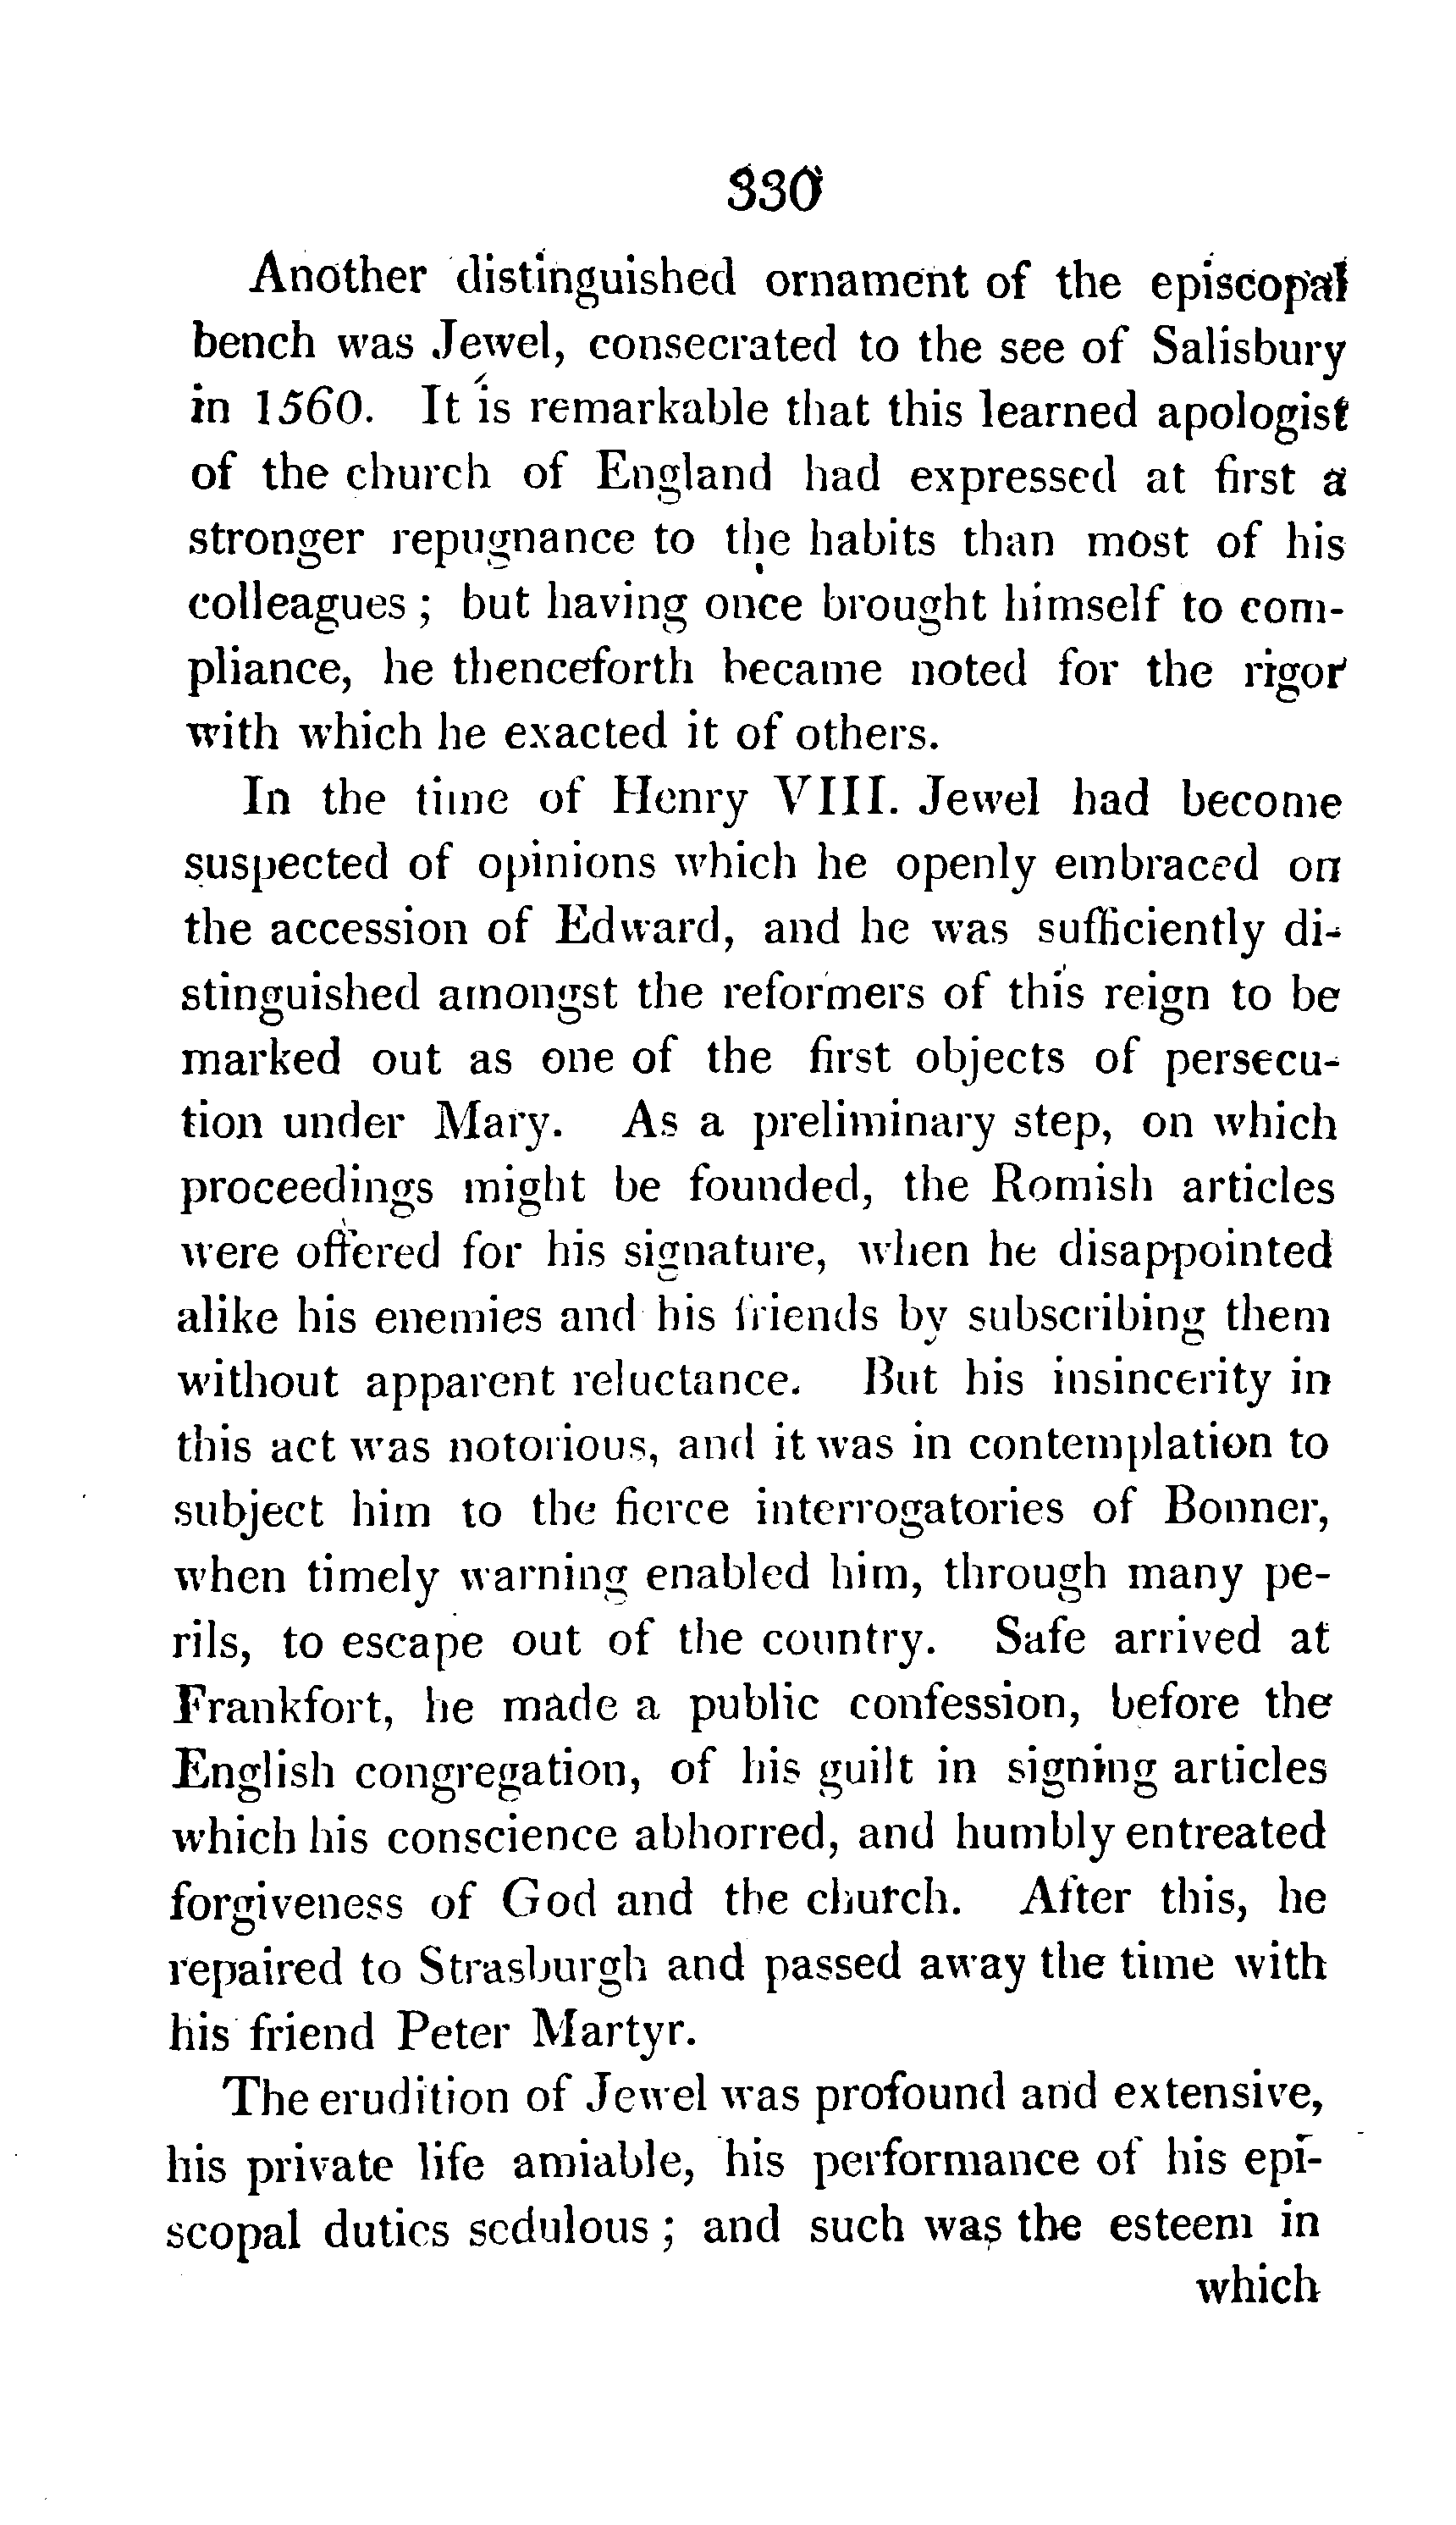 330
Another distinguished ornament of the episcopal
bench was Jewel, consecrated to the see of Salisbury
in 1560. It is remarkable that this learned apologist
of the church of England had expressed at first a
stronger repugnance to the habits than most of his
colleagues ; but having once brought himself to com-
pliance, he thenceforth became noted for the rigor
with which he exacted it of others.
In the time of Henry VIII. Jewel had become
suspected of opinions which he openly embraced on
the accession of Edward, and he was sufficiently di-
stinguished amongst the reformers of this reign to be
marked out as one of the first objects of persecu-
tion under Mary. As a preliminary step, on which
proceedings might be founded, the Romish articles
were offered for his signature, when he disappointed
alike his enemies and his friends by subscribing them
without apparent reluctance. But his insincerity in
this act was notorious, and it was in contemplation to
subject him to the fierce interrogatories of Bonner,
when timely warning enabled him, through many pe-
rils, to escape out of the country. Safe arrived at
Frankfort, he made a public confession, before the
English congregation, of his guilt in signing articles
which his conscience abhorred, and humbly entreated
forgiveness of God and the church. After this, he
repaired to Strasburgh and passed away the time with
his friend Peter Martyr.
The erudition of Jewel was profound and extensive,
his private life amiable, his performance of his epi-
scopal duties sedulous ; and such was the esteem in
which